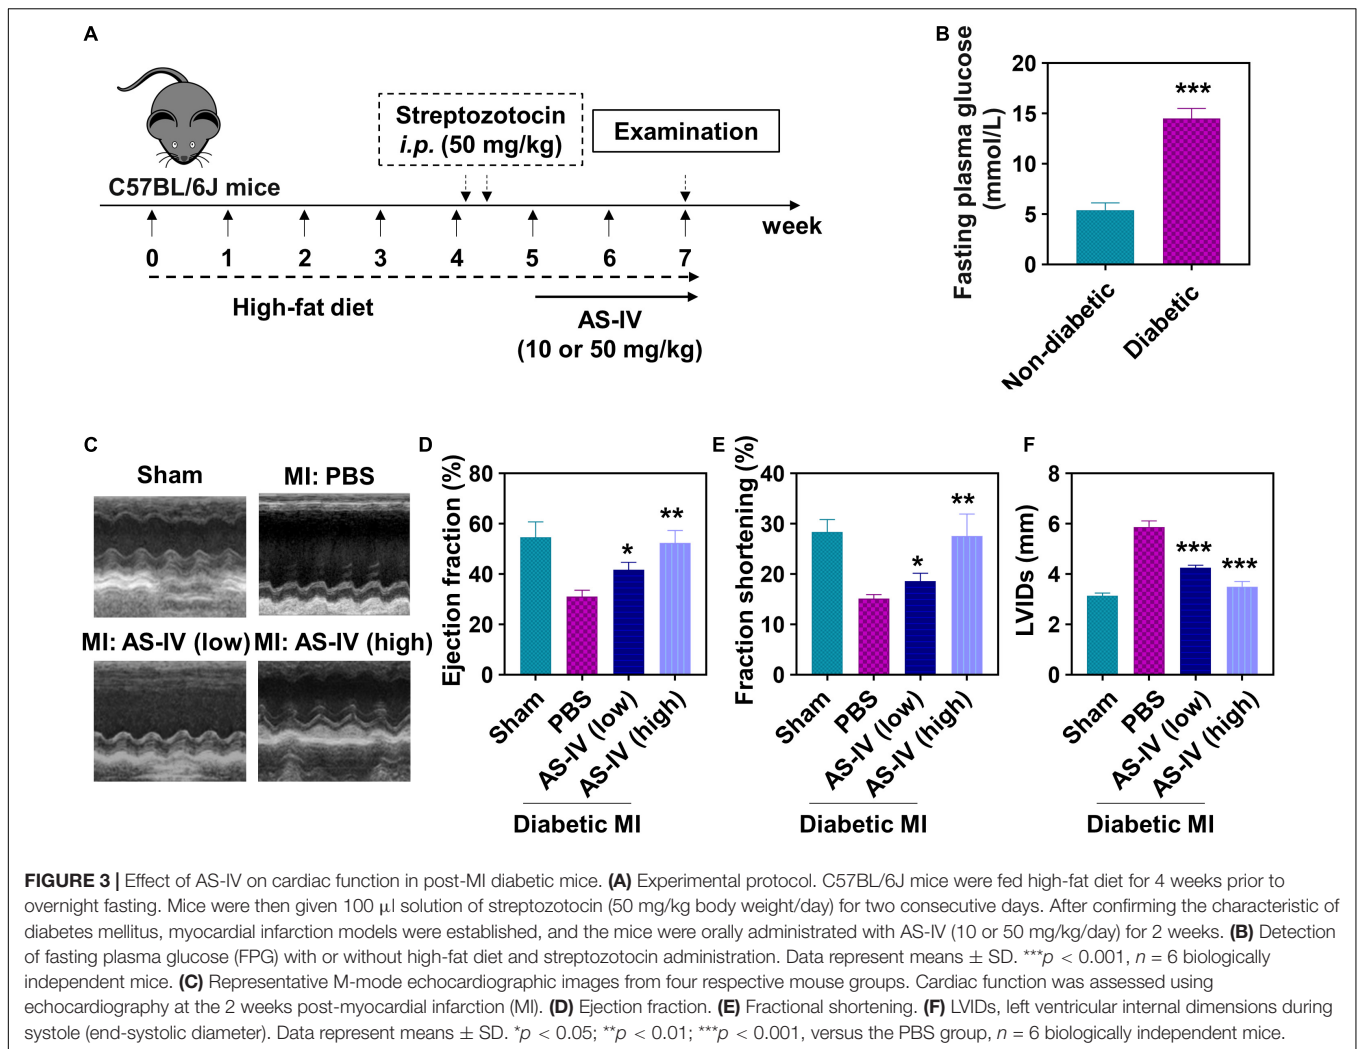 A
Streptozotocin
i.p. (50 mg/kg)
Examination
C57BL/6J mice
week
0 1 2 3 4 5 6 7
High-fat diet
AS-IV
(10 or 50 mg/kg)
B
Fasting plasma glucose
(mmol/L)
20
15
10
5
0
***
Non-diabetic
Diabetic
C
Sham
MI: PBS
MI: AS-IV (low)
MI: AS-IV (high)
D
Ejection fraction (%)
80
60
40
20
0
*
**
Sham
PBS
AS-IV (low)
AS-IV (high)
Diabetic MI
E
Fraction shortening (%)
40
30
20
10
0
*
**
Sham
PBS
AS-IV (low)
AS-IV (high)
Diabetic MI
F
LVIDs (mm)
8
6
4
2
0
***
***
Sham
PBS
AS-IV (low)
AS-IV (high)
Diabetic MI
FIGURE 3 | Effect of AS-IV on cardiac function in post-MI diabetic mice. (A) Experimental protocol. C57BL/6J mice were fed high-fat diet for 4 weeks prior to
overnight fasting. Mice were then given 100 μl solution of streptozotocin (50 mg/kg body weight/day) for two consecutive days. After confirming the characteristic of
diabetes mellitus, myocardial infarction models were established, and the mice were orally administrated with AS-IV (10 or 50 mg/kg/day) for 2 weeks. (B) Detection
of fasting plasma glucose (FPG) with or without high-fat diet and streptozotocin administration. Data represent means ± SD. ***p < 0.001, n = 6 biologically
independent mice. (C) Representative M-mode echocardiographic images from four respective mouse groups. Cardiac function was assessed using
echocardiography at the 2 weeks post-myocardial infarction (MI). (D) Ejection fraction. (E) Fractional shortening. (F) LVIDs, left ventricular internal dimensions during
systole (end-systolic diameter). Data represent means ± SD. *p < 0.05; **p < 0.01; ***p < 0.001, versus the PBS group, n = 6 biologically independent mice.